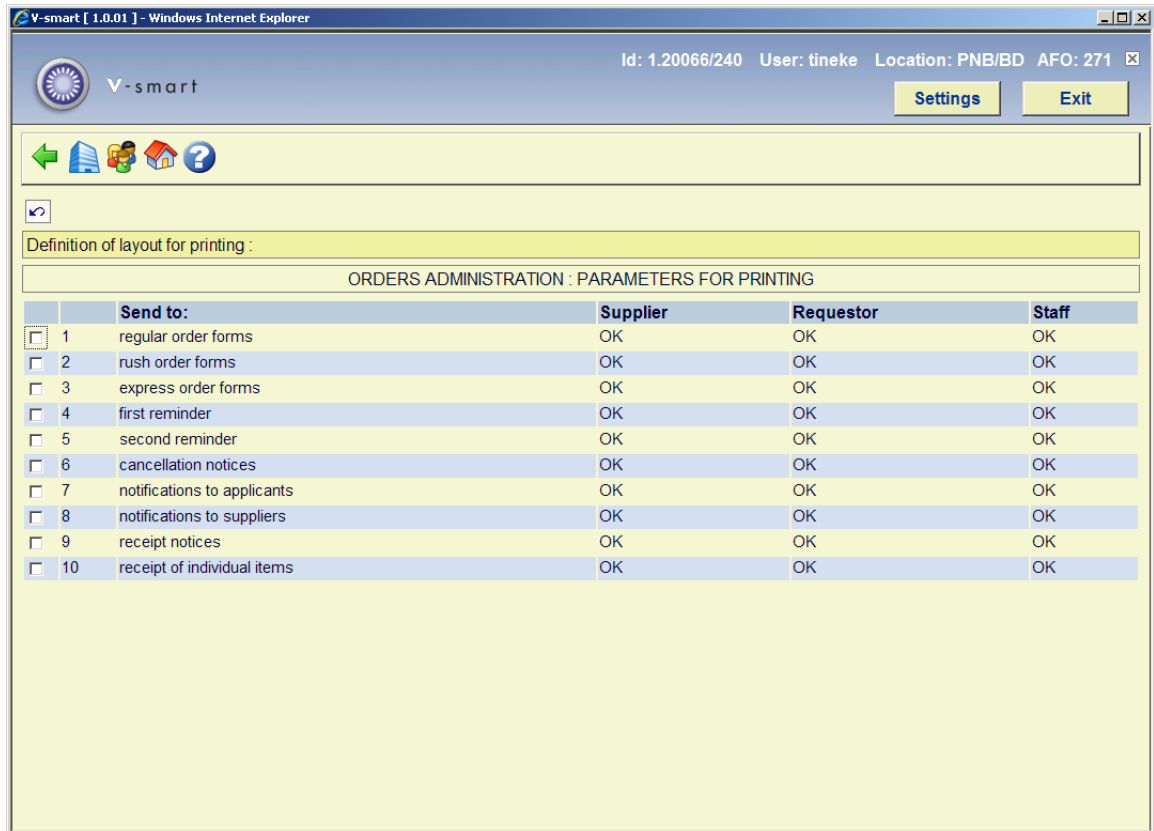 V-smart [ 1.0.01 ] - Windows Internet Explorer
Id: 1.20066/240 User: tineke Location: PNB/BD AFO: 271
V-smart
Settings Exit
Definition of layout for printing :
ORDERS ADMINISTRATION : PARAMETERS FOR PRINTING
Send to: Supplier Requestor Staff
1 regular order forms OK OK OK
2 rush order forms OK OK OK
3 express order forms OK OK OK
4 first reminder OK OK OK
5 second reminder OK OK OK
6 cancellation notices OK OK OK
7 notifications to applicants OK OK OK
8 notifications to suppliers OK OK OK
9 receipt notices OK OK OK
10 receipt of individual items OK OK OK